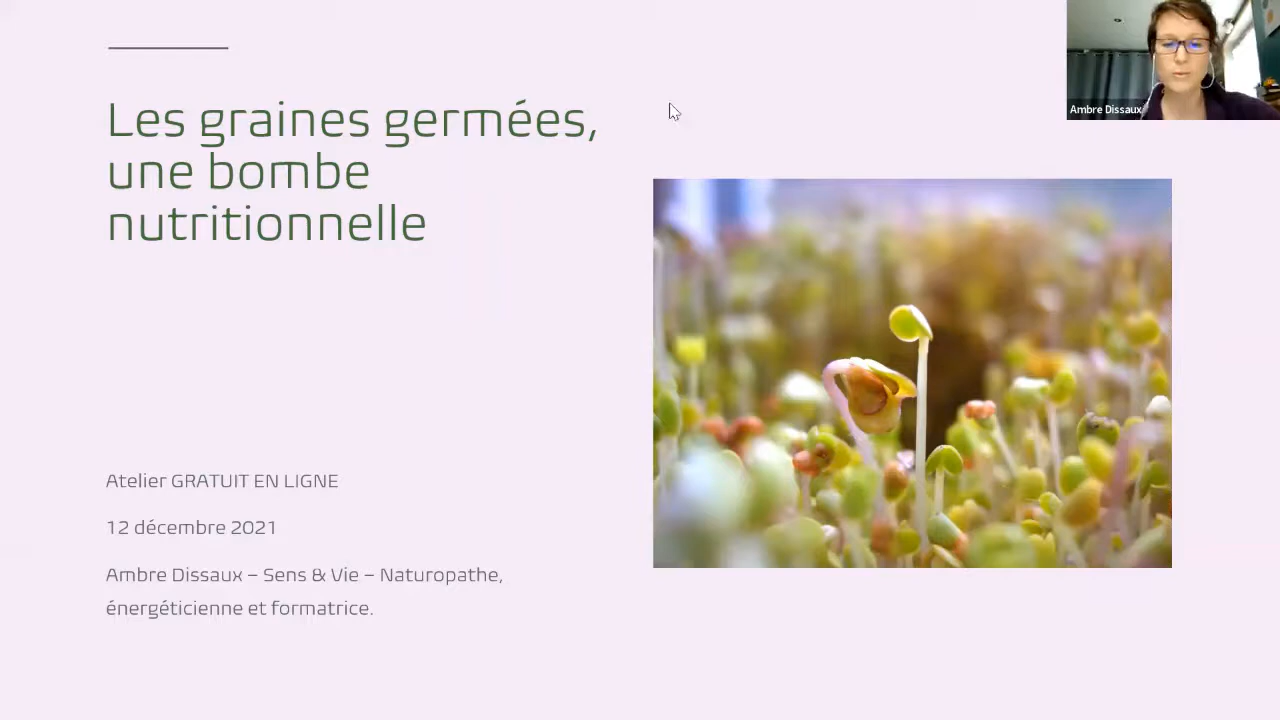 Les graines germées,
une bombe
nutritionnelle
Atelier GRATUIT EN LIGNE
12 décembre 2021
Ambre Dissaux – Sens & Vie – Naturopathe,
énergéticienne et formatrice.
Ambre Dissaux